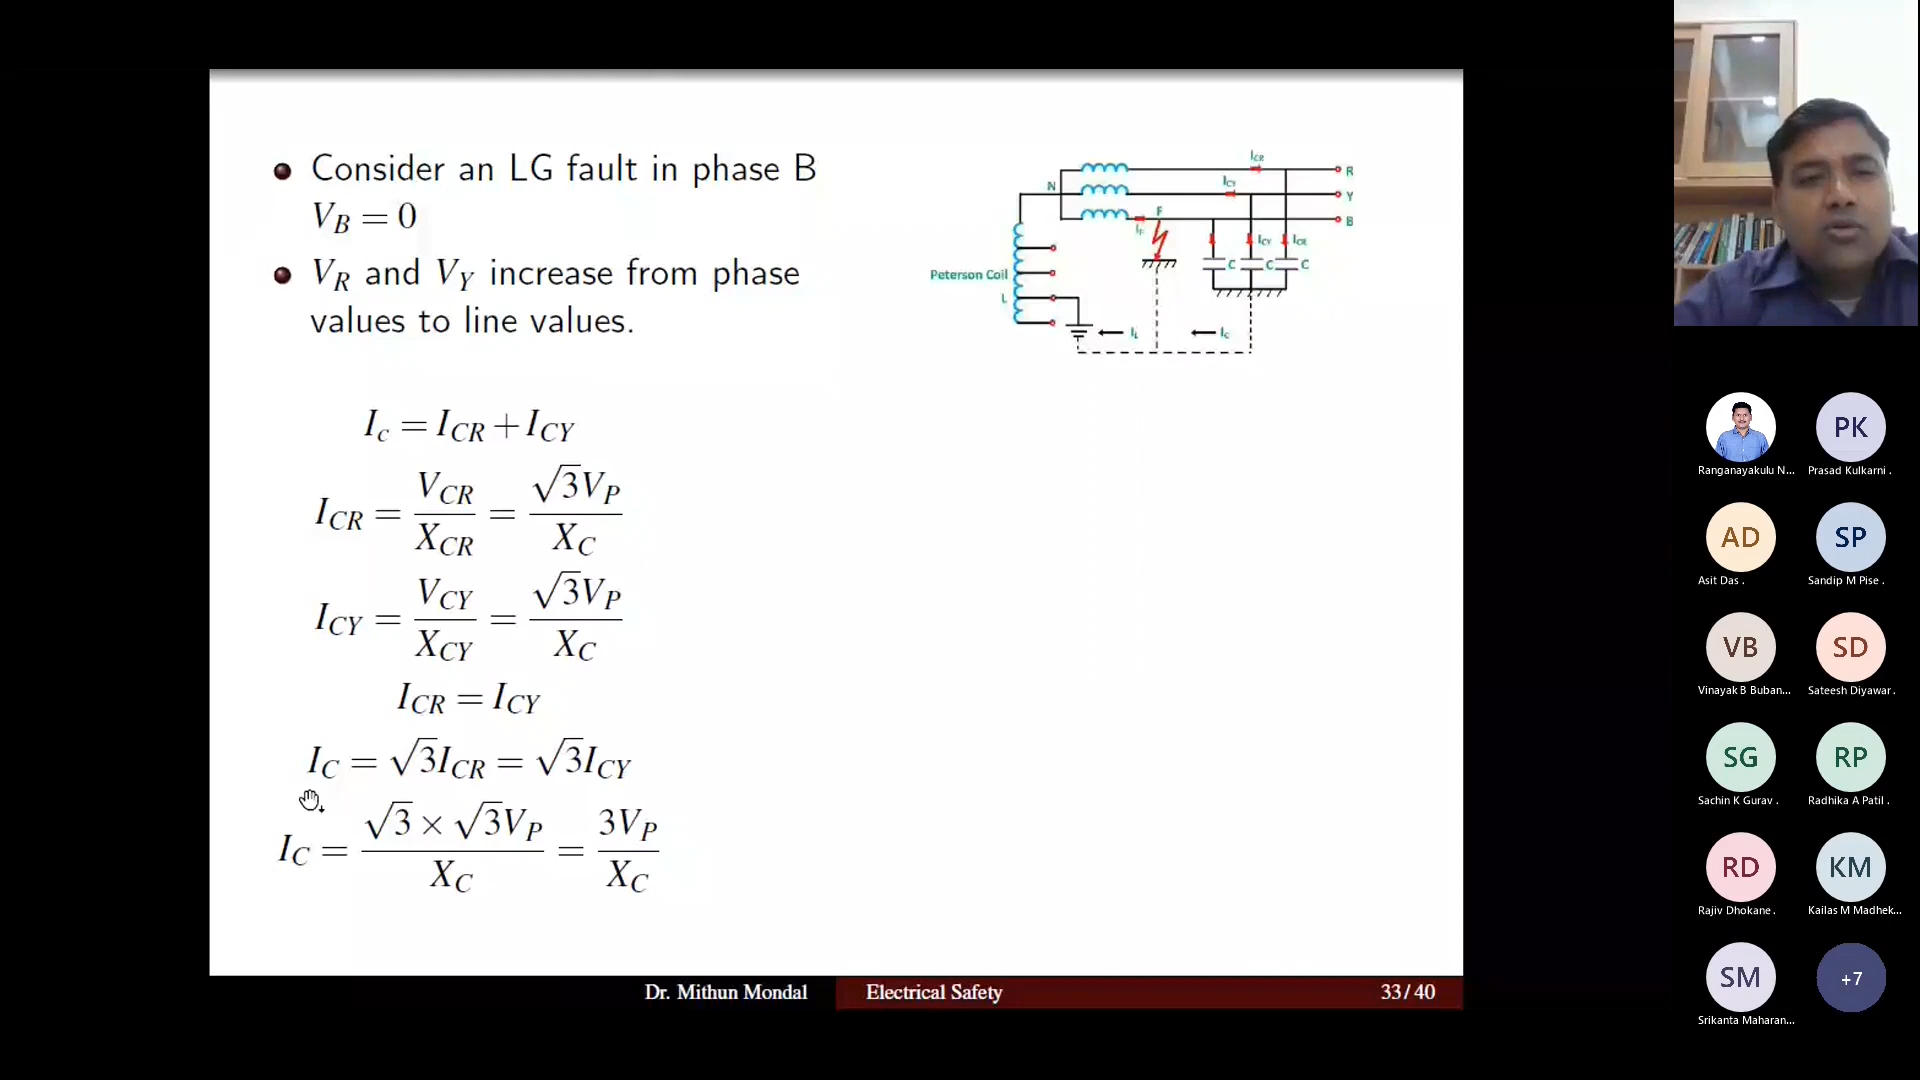 Consider an LG fault in phase B
V_B = 0
V_R and V_Y increase from phase
values to line values.
I_c = I_CR + I_CY
I_CR = V_CR / X_CR = √3V_P / X_C
I_CY = V_CY / X_CY = √3V_P / X_C
I_CR = I_CY
I_C = √3I_CR = √3I_CY
I_C = √3 × √3V_P / X_C = 3V_P / X_C
I_CR
R
N
I_CY
Y
F
B
I_F
I_CY
I_CR
C
C
C
Peterson Coil
L
I_L
I_C
Dr. Mithun Mondal
Electrical Safety
33/40
PK
Ranganayakulu N...
Prasad Kulkarni .
AD
SP
Asit Das .
Sandip M Pise .
VB
SD
Vinayak B Buban...
Sateesh Diyawar .
SG
RP
Sachin K Gurav .
Radhika A Patil .
RD
KM
Rajiv Dhokane .
Kailas M Madhek...
SM
+7
Srikanta Maharan...